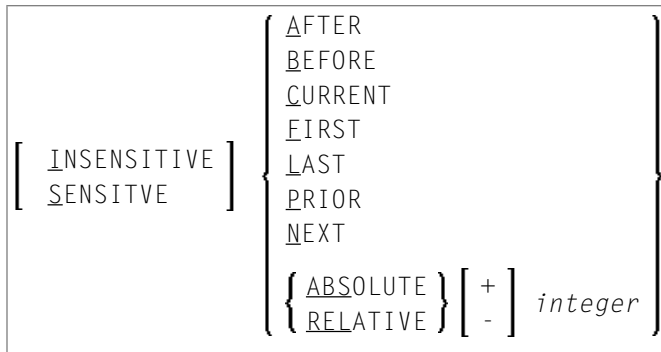 AFTER
BEFORE
CURRENT
FIRST
LAST
PRIOR
NEXT
INSENSITIVE
SENSITVE
ABSOLUTE
RELATIVE
+
-
integer